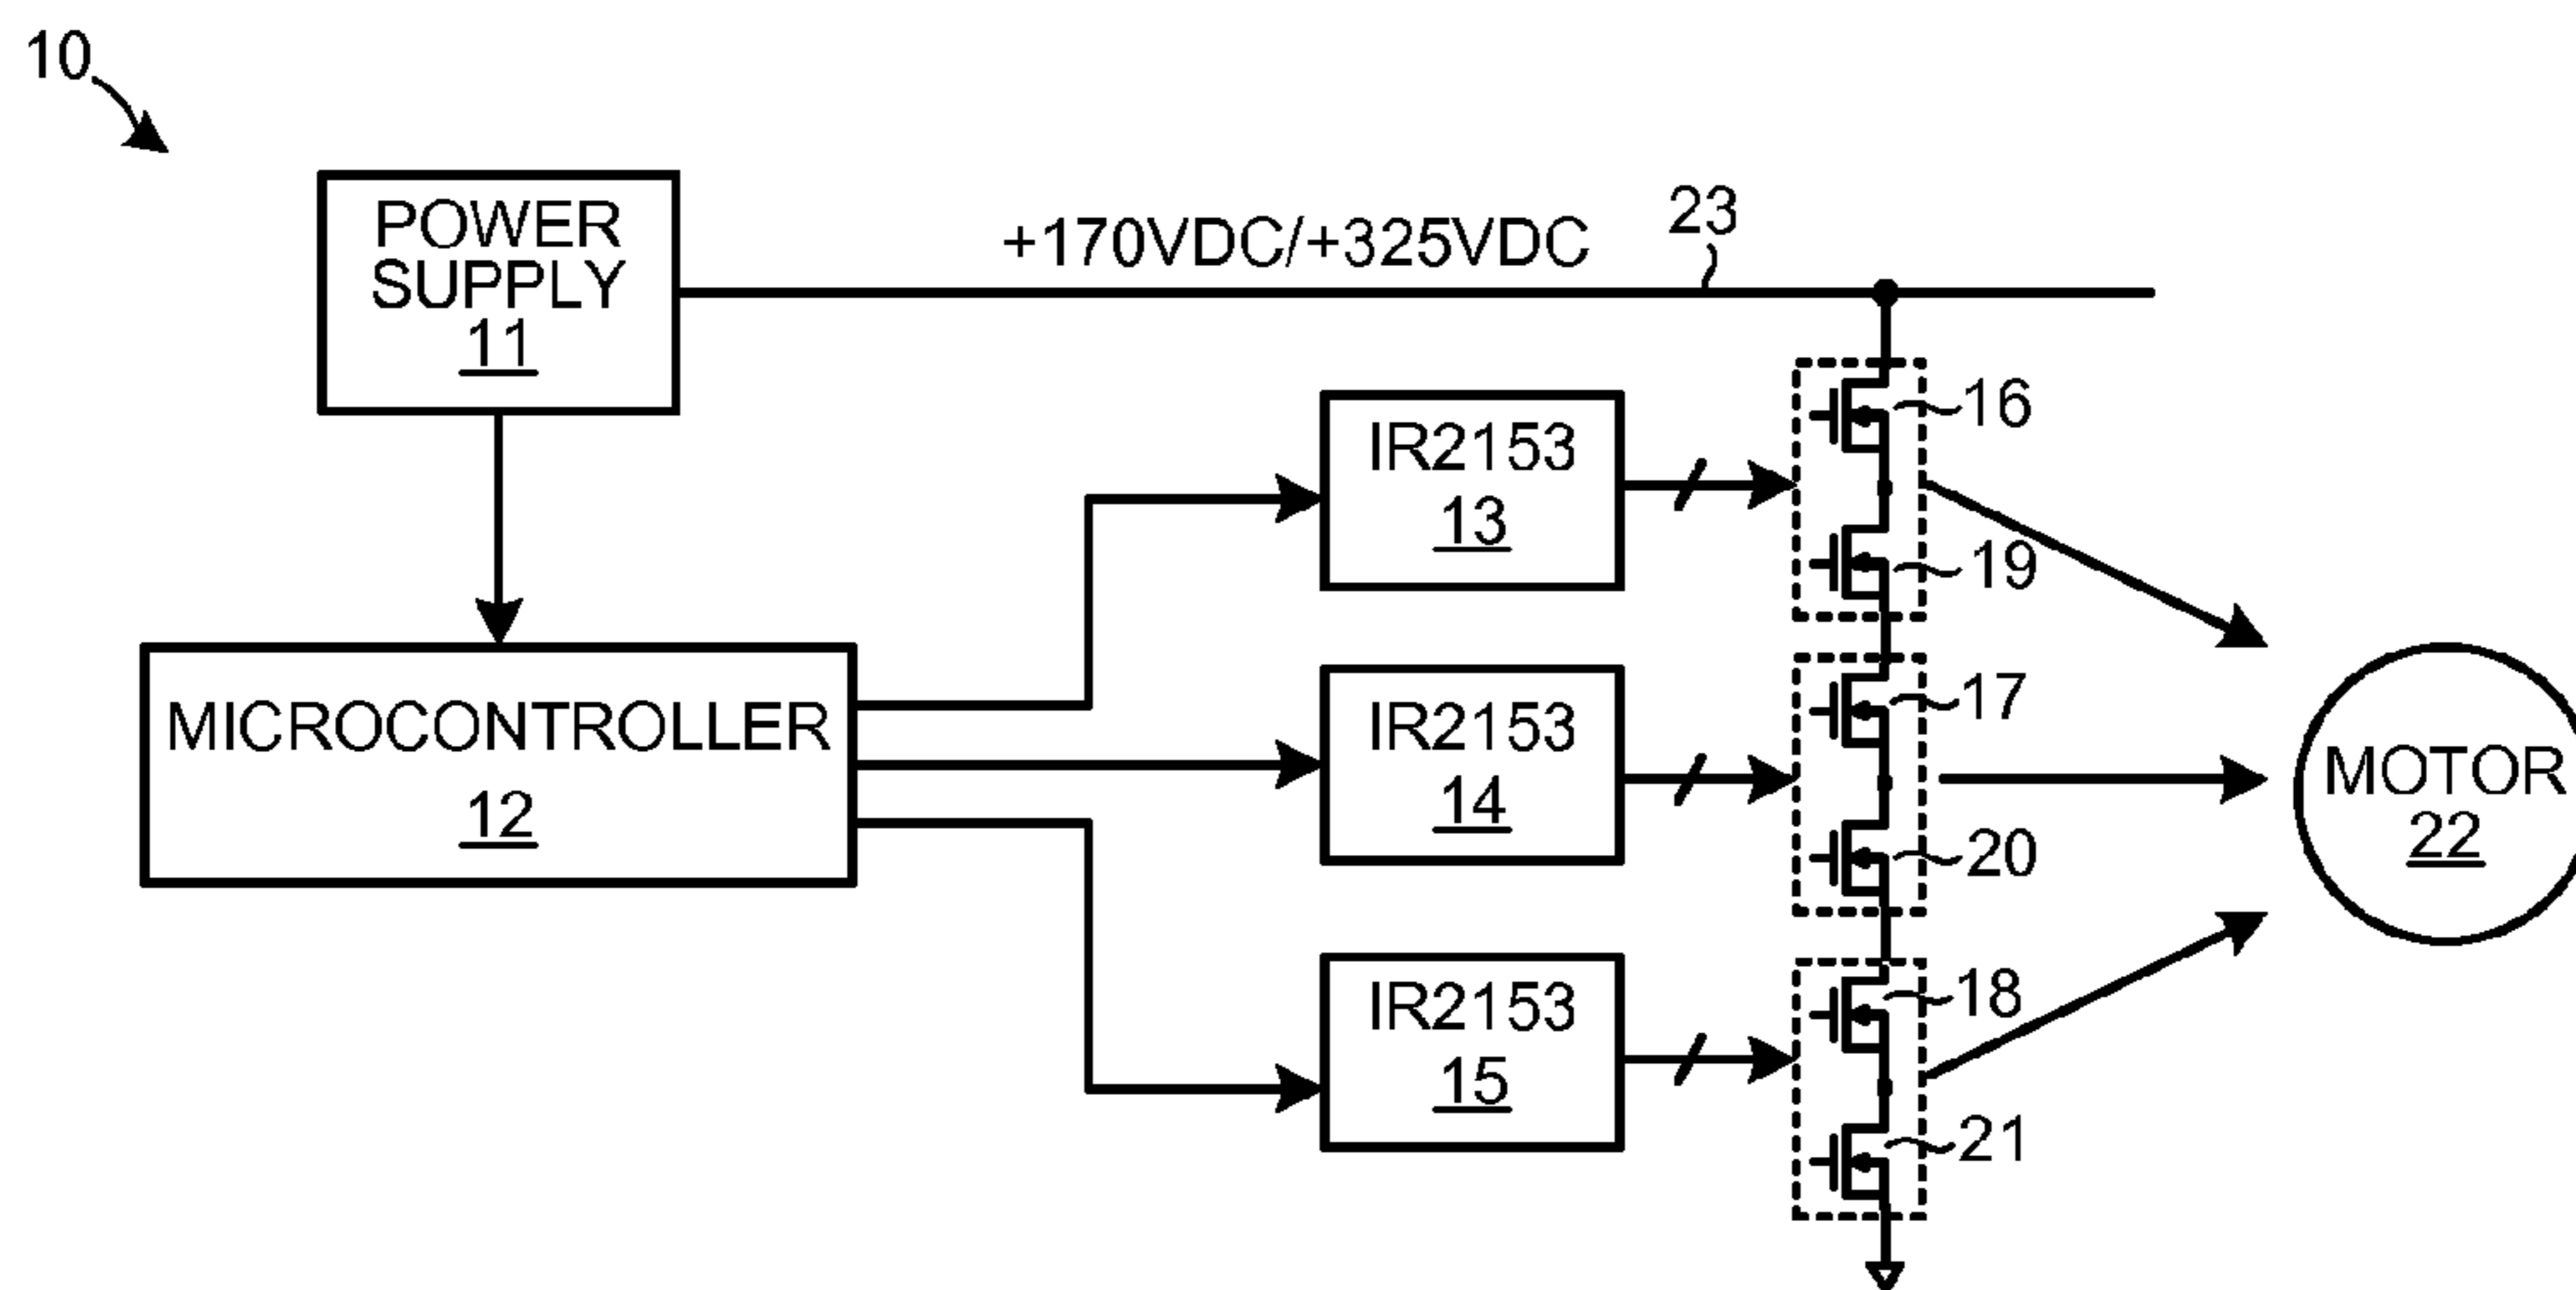 10
POWER
SUPPLY
11
+170VDC/+325VDC
23
16
IR2153
13
19
MICROCONTROLLER
12
IR2153
14
17
20
MOTOR
22
IR2153
15
18
21